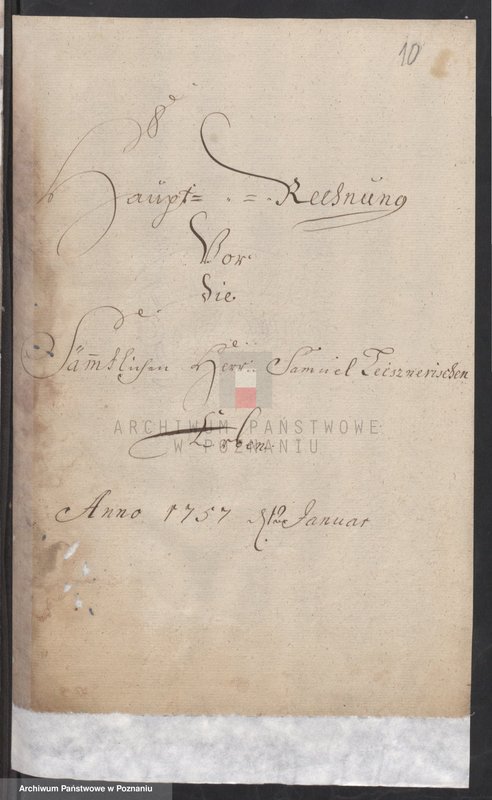 10
Haupt= = Rechnung
Vor
die
Sämtlichen Herr: Samuel Teisznerischen
Erben.
ARCHIWUM PAŃSTWOWE
W POZNANIU
Anno 1757 Januar
Archiwum Państwowe w Poznaniu